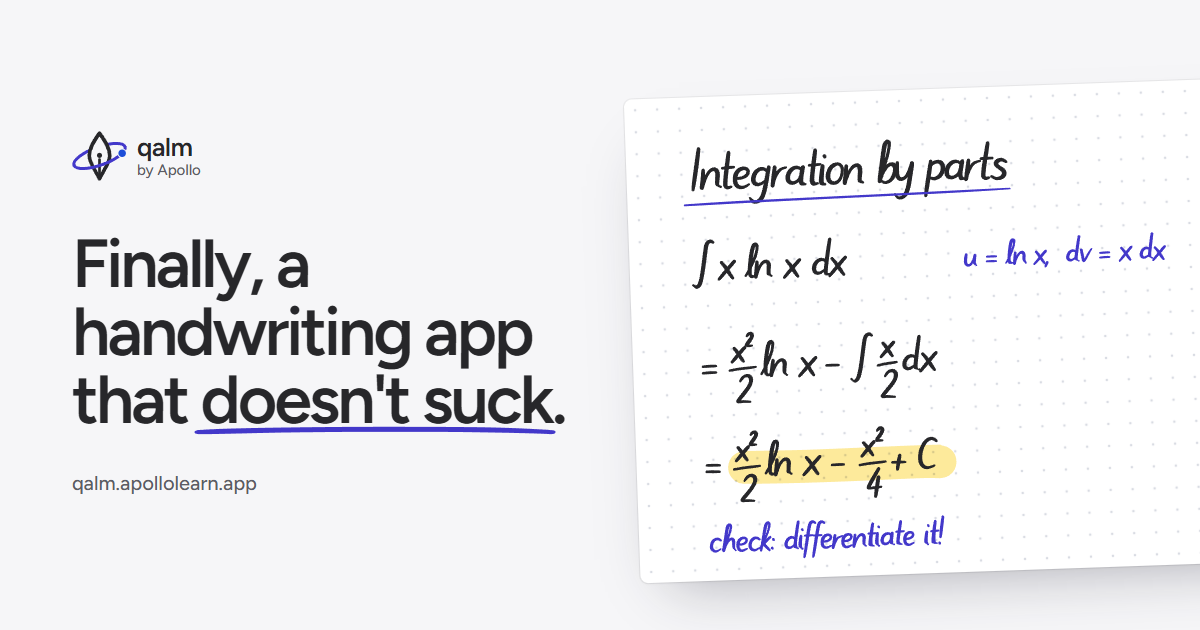 qalm
by Apollo
Finally, a
handwriting app
that doesn't suck.
qalm.apollolearn.app
Integration by parts
∫ x ln x dx
u = ln x, dv = x dx
= x²/2 ln x − ∫ x/2 dx
= x²/2 ln x − x²/4 + C
check: differentiate it!